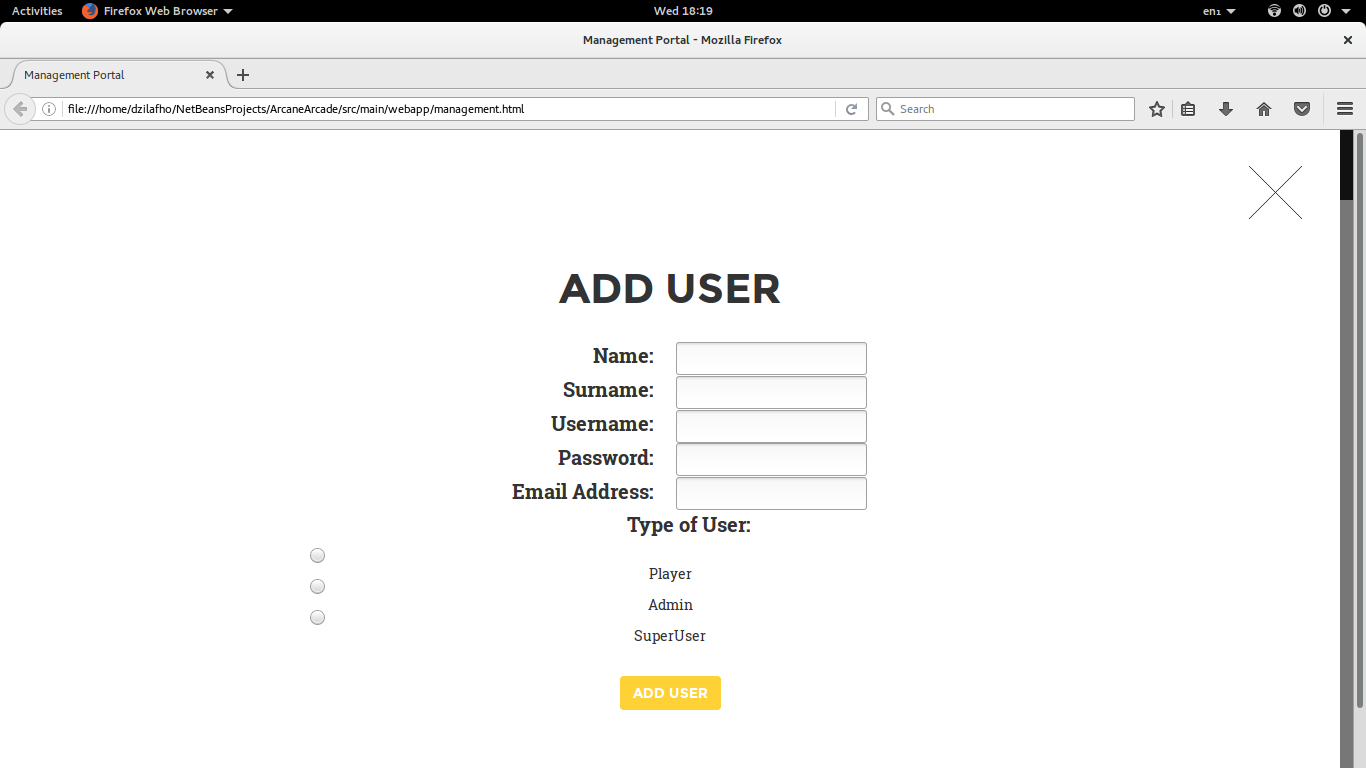 Activities Firefox Web Browser Wed 18:19 en₁
Management Portal - Mozilla Firefox
Management Portal
file:///home/dzilafho/NetBeansProjects/ArcaneArcade/src/main/webapp/management.html Search
ADD USER
Name:
Surname:
Username:
Password:
Email Address:
Type of User:
Player
Admin
SuperUser
ADD USER